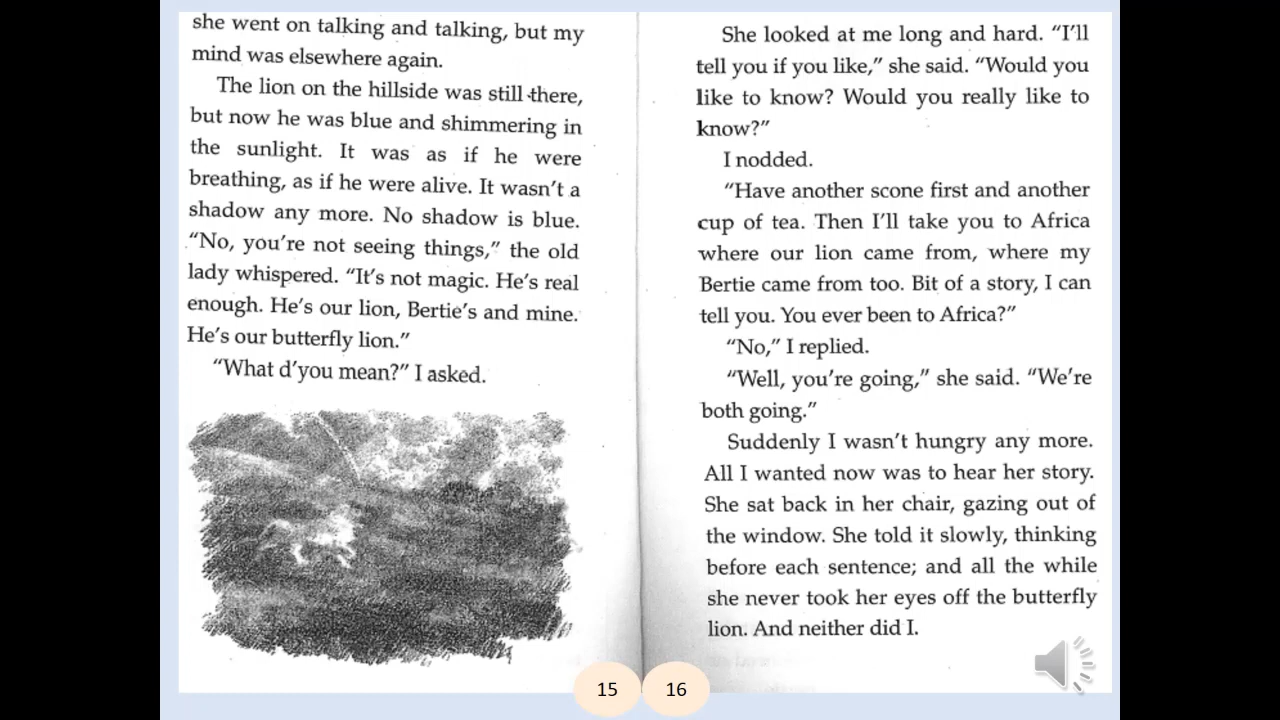 she went on talking and talking, but my
mind was elsewhere again.
The lion on the hillside was still there,
but now he was blue and shimmering in
the sunlight. It was as if he were
breathing, as if he were alive. It wasn't a
shadow any more. No shadow is blue.
“No, you're not seeing things,” the old
lady whispered. “It's not magic. He's real
enough. He's our lion, Bertie's and mine.
He's our butterfly lion.”
“What d'you mean?” I asked.
15
She looked at me long and hard. “I'll
tell you if you like,” she said. “Would you
like to know? Would you really like to
know?”
I nodded.
“Have another scone first and another
cup of tea. Then I'll take you to Africa
where our lion came from, where my
Bertie came from too. Bit of a story, I can
tell you. You ever been to Africa?”
“No,” I replied.
“Well, you're going,” she said. “We're
both going.”
Suddenly I wasn't hungry any more.
All I wanted now was to hear her story.
She sat back in her chair, gazing out of
the window. She told it slowly, thinking
before each sentence; and all the while
she never took her eyes off the butterfly
lion. And neither did I.
16